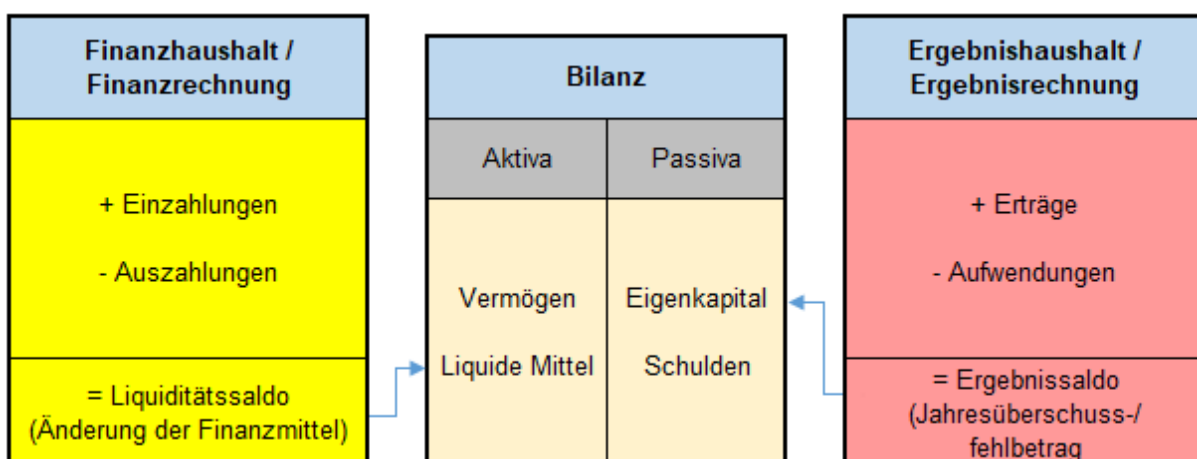 Finanzhaushalt /
Finanzrechnung
+ Einzahlungen
- Auszahlungen
= Liquiditätssaldo
(Änderung der Finanzmittel)
Bilanz
Aktiva
Passiva
Vermögen
Liquide Mittel
Eigenkapital
Schulden
Ergebnishaushalt /
Ergebnisrechnung
+ Erträge
- Aufwendungen
= Ergebnissaldo
(Jahresüberschuss-/
fehlbetrag